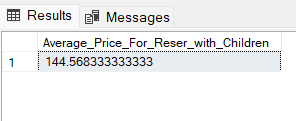 Results Messages
Average_Price_For_Reser_with_Children
1 144.568333333333